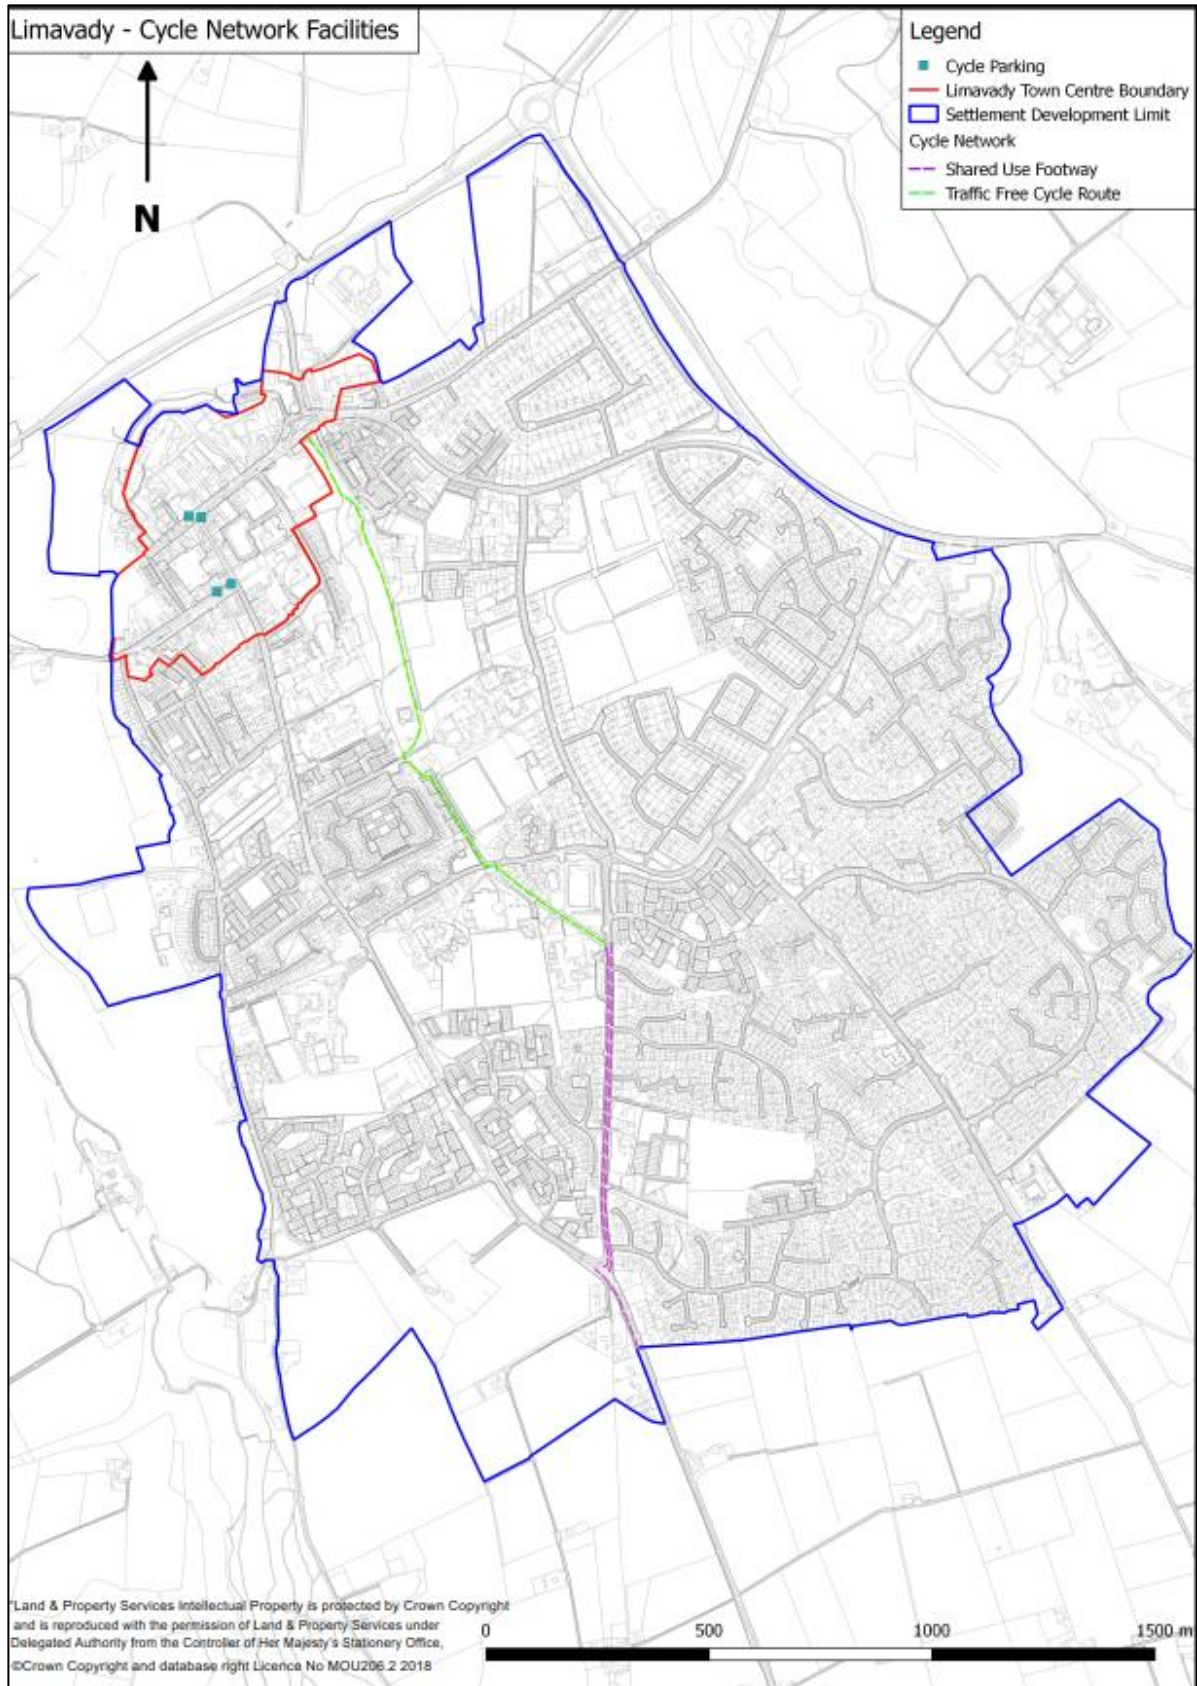 Limavady - Cycle Network Facilities
N
Legend
Cycle Parking
Limavady Town Centre Boundary
Settlement Development Limit
Cycle Network
Shared Use Footway
Traffic Free Cycle Route
"Land & Property Services Intellectual Property is protected by Crown Copyright
and is reproduced with the permission of Land & Property Services under
Delegated Authority from the Controller of Her Majesty's Stationery Office,
©Crown Copyright and database right Licence No MOU206.2 2018
0 500 1000 1500 m